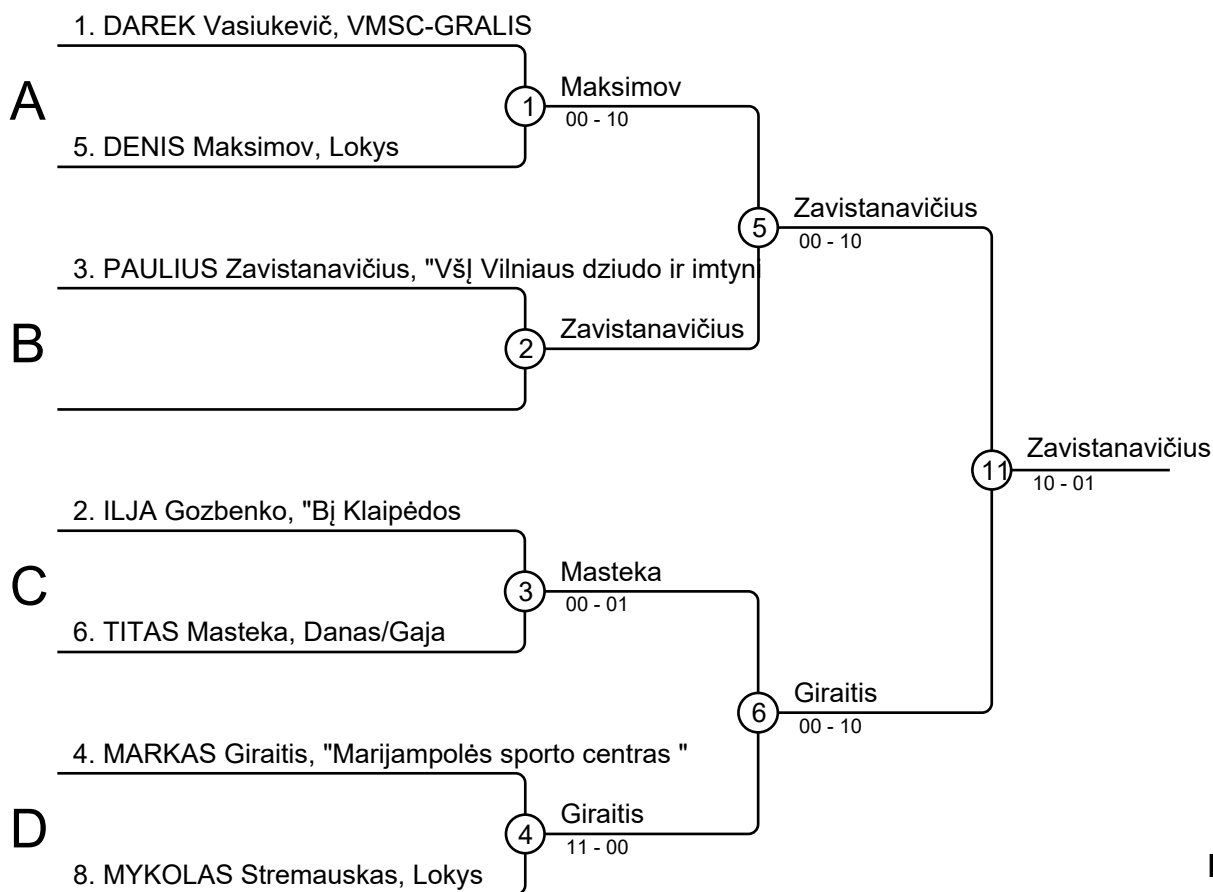 1. DAREK Vasiukevič, VMSC-GRALIS
A
1
Maksimov
00 - 10
5. DENIS Maksimov, Lokys
5
Zavistanavičius
00 - 10
3. PAULIUS Zavistanavičius, "VšĮ Vilniaus dziudo ir imtyni
B
2
Zavistanavičius
11
Zavistanavičius
10 - 01
2. ILJA Gozbenko, "Bį Klaipėdos
C
3
Masteka
00 - 01
6. TITAS Masteka, Danas/Gaja
6
Giraitis
00 - 10
4. MARKAS Giraitis, "Marijampolės sporto centras "
D
4
Giraitis
11 - 00
8. MYKOLAS Stremauskas, Lokys